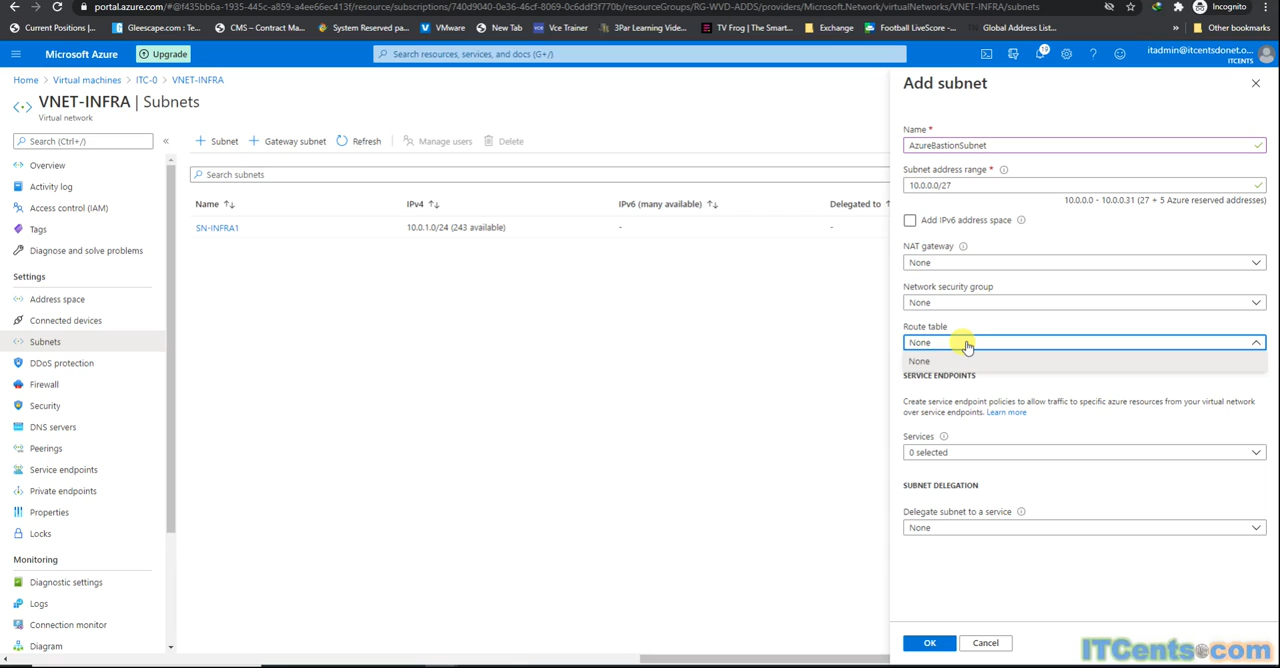 portal.azure.com/#@f435bb6a-1935-445c-a859-a4ee66ec413f/resource/subscriptions/740d9040-0e36-46cf-8069-0c6ddf3f770b/resourceGroups/RG-WVD-ADDS/providers/Microsoft.Network/virtualNetworks/VNET-INFRA/subnets
Incognito
Current Positions (... Gleescape.com : Te... CMS – Contract Ma... System Reserved pa... VMware Vce Trainer New Tab 3Par Learning Vide... TV Frog | The Smart... Exchange Football LiveScore -... Global Address List... » Other bookmarks
Microsoft Azure Upgrade Search resources, services, and docs (G+/) 19 itadmin@itcentsdonet.o...
ITCENTS
Home > Virtual machines > ITC-0 > VNET-INFRA
VNET-INFRA | Subnets
Virtual network
Search (Ctrl+/) «
Overview
Activity log
Access control (IAM)
Tags
Diagnose and solve problems
Settings
Address space
Connected devices
Subnets
DDoS protection
Firewall
Security
DNS servers
Peerings
Service endpoints
Private endpoints
Properties
Locks
Monitoring
Diagnostic settings
Logs
Connection monitor
Diagram
+ Subnet + Gateway subnet Refresh Manage users Delete
Search subnets
Name IPv4 IPv6 (many available) Delegated to
SN-INFRA1 10.0.1.0/24 (243 available) - -
Add subnet
Name *
AzureBastionSubnet
Subnet address range *
10.0.0.0/27
10.0.0.0 - 10.0.0.31 (27 + 5 Azure reserved addresses)
Add IPv6 address space
NAT gateway
None
Network security group
None
Route table
None
None
SERVICE ENDPOINTS
Create service endpoint policies to allow traffic to specific azure resources from your virtual network
over service endpoints. Learn more
Services
0 selected
SUBNET DELEGATION
Delegate subnet to a service
None
OK Cancel
ITCents.com